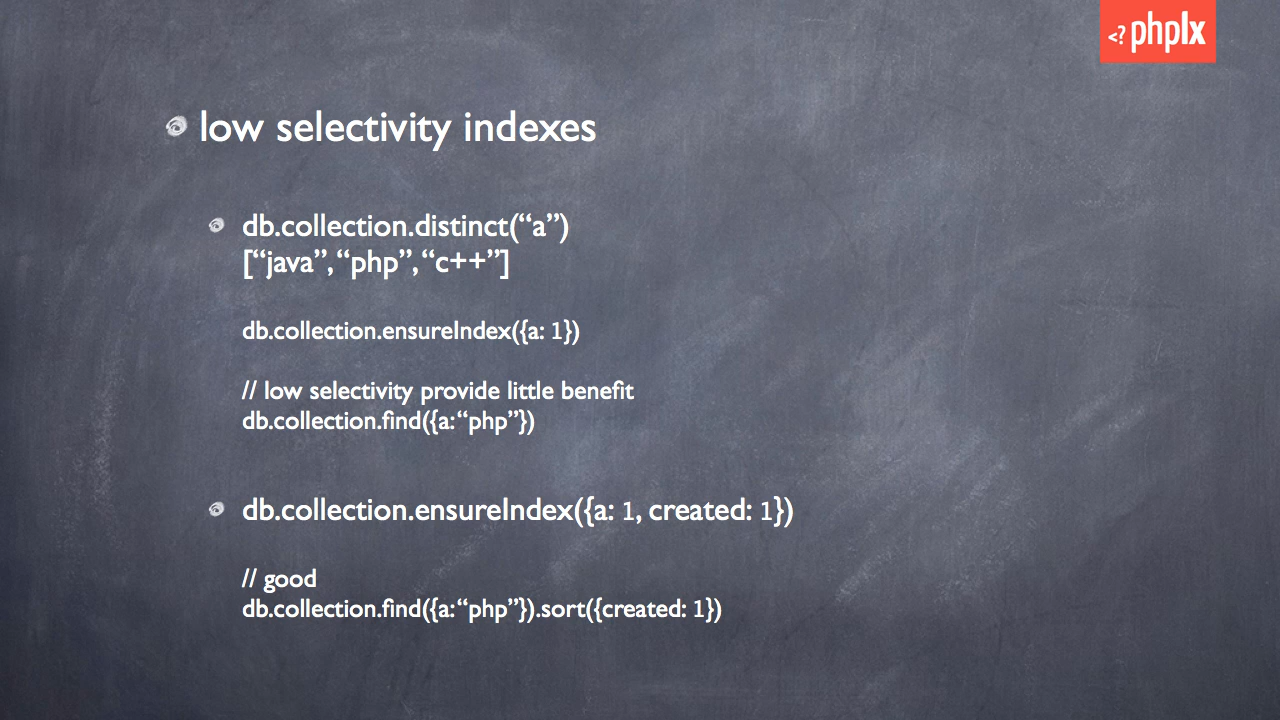 <? phplx
low selectivity indexes
db.collection.distinct(“a”)
[“java”, “php”, “c++”]
db.collection.ensureIndex({a: 1})
// low selectivity provide little benefit
db.collection.find({a: “php”})
db.collection.ensureIndex({a: 1, created: 1})
// good
db.collection.find({a: “php”}).sort({created: 1})